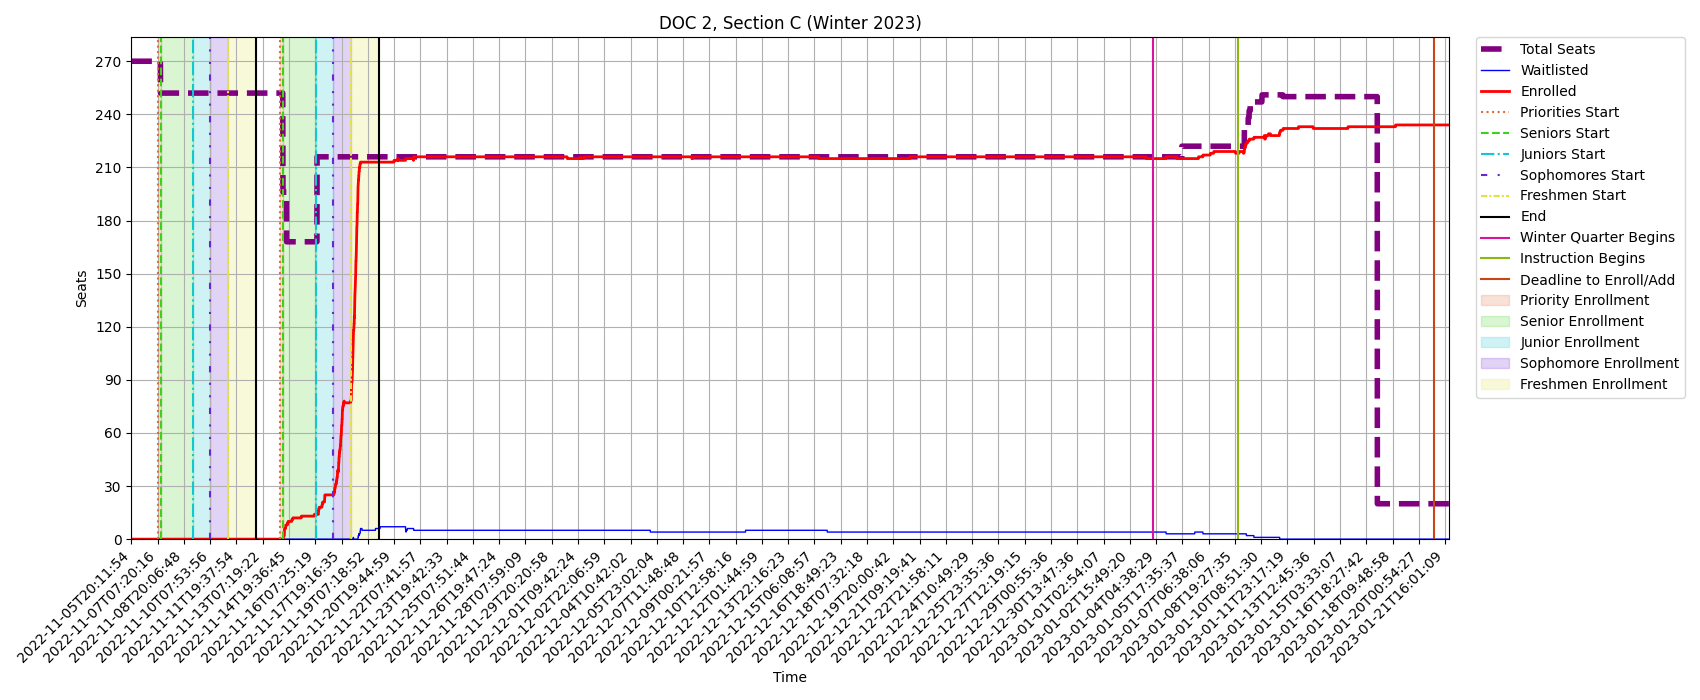 DOC 2, Section C (Winter 2023)
Seats
270
240
210
180
150
120
90
60
30
0
2022-11-05T20:11:54
2022-11-07T07:20:16
2022-11-08T20:06:48
2022-11-10T07:53:56
2022-11-11T19:37:54
2022-11-13T07:19:22
2022-11-14T19:36:45
2022-11-16T07:25:19
2022-11-17T19:16:35
2022-11-19T07:18:52
2022-11-20T19:44:59
2022-11-22T07:41:57
2022-11-23T19:42:33
2022-11-25T07:51:44
2022-11-26T19:47:24
2022-11-28T07:59:09
2022-11-29T20:20:58
2022-12-01T09:42:24
2022-12-02T22:06:59
2022-12-04T10:42:02
2022-12-05T23:02:04
2022-12-07T11:48:48
2022-12-09T00:21:57
2022-12-10T12:58:16
2022-12-12T01:44:59
2022-12-13T12:16:23
2022-12-15T06:08:57
2022-12-16T18:49:23
2022-12-18T07:32:18
2022-12-19T20:00:42
2022-12-21T09:19:41
2022-12-22T21:58:11
2022-12-24T10:49:29
2022-12-25T23:35:36
2022-12-27T12:19:15
2022-12-29T00:55:36
2022-12-30T13:47:36
2023-01-01T02:54:07
2023-01-02T15:49:20
2023-01-04T04:38:29
2023-01-05T17:35:37
2023-01-07T06:38:06
2023-01-08T19:27:35
2023-01-10T08:51:30
2023-01-11T23:17:19
2023-01-13T12:45:36
2023-01-15T03:33:07
2023-01-16T18:27:42
2023-01-18T09:48:58
2023-01-20T00:54:27
2023-01-21T16:01:09
Time
Total Seats
Waitlisted
Enrolled
Priorities Start
Seniors Start
Juniors Start
Sophomores Start
Freshmen Start
End
Winter Quarter Begins
Instruction Begins
Deadline to Enroll/Add
Priority Enrollment
Senior Enrollment
Junior Enrollment
Sophomore Enrollment
Freshmen Enrollment